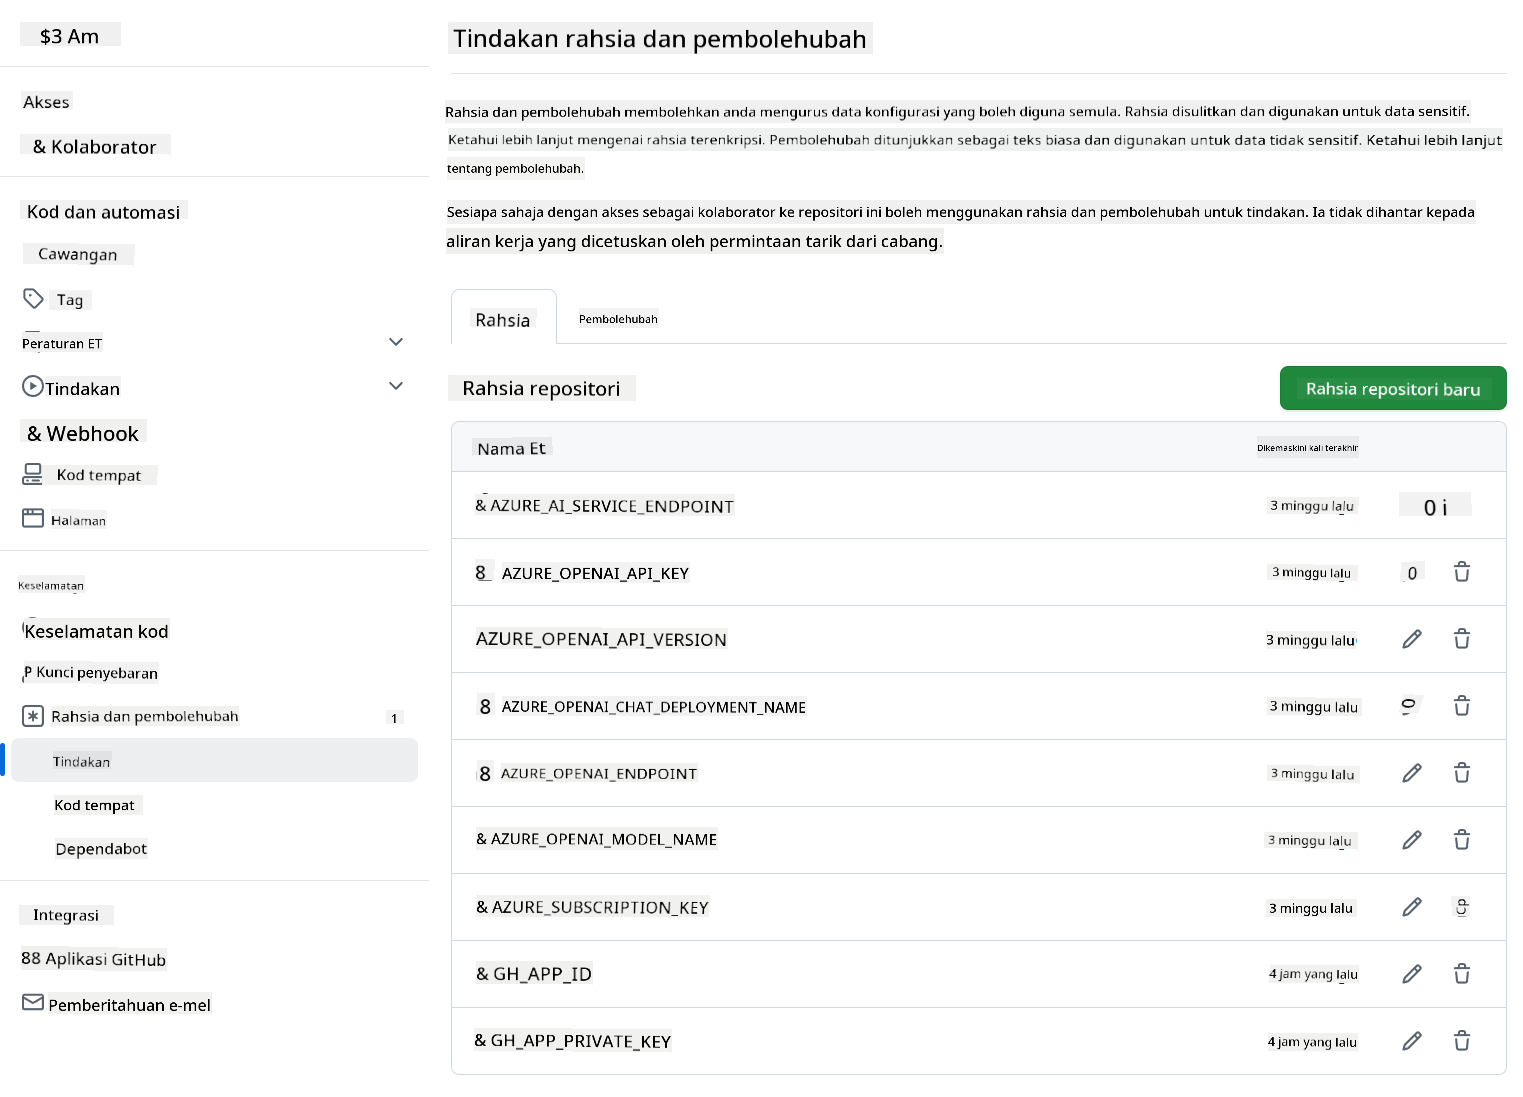 $3 Am
Akses
& Kolaborator
Kod dan automasi
Cawangan
Tag
Peraturan ET
Tindakan
& Webhook
Kod tempat
Halaman
Keselamatan
Keselamatan kod
P Kunci penyebaran
Rahsia dan pembolehubah 1
Tindakan
Kod tempat
Dependabot
Integrasi
88 Aplikasi GitHub
Pemberitahuan e-mel
Tindakan rahsia dan pembolehubah
Rahsia dan pembolehubah membolehkan anda mengurus data konfigurasi yang boleh diguna semula. Rahsia disulitkan dan digunakan untuk data sensitif.
Ketahui lebih lanjut mengenai rahsia terenkripsi. Pembolehubah ditunjukkan sebagai teks biasa dan digunakan untuk data tidak sensitif. Ketahui lebih lanjut
tentang pembolehubah.
Sesiapa sahaja dengan akses sebagai kolaborator ke repositori ini boleh menggunakan rahsia dan pembolehubah untuk tindakan. Ia tidak dihantar kepada
aliran kerja yang dicetuskan oleh permintaan tarik dari cabang.
Rahsia Pembolehubah
Rahsia repositori Rahsia repositori baru
Nama Et Dikemaskini kali terakhir
& AZURE_AI_SERVICE_ENDPOINT 3 minggu lalu 0 i
8 AZURE_OPENAI_API_KEY 3 minggu lalu 0
AZURE_OPENAI_API_VERSION 3 minggu lalu
8 AZURE_OPENAI_CHAT_DEPLOYMENT_NAME 3 minggu lalu
8 AZURE_OPENAI_ENDPOINT 3 minggu lalu
& AZURE_OPENAI_MODEL_NAME 3 minggu lalu
& AZURE_SUBSCRIPTION_KEY 3 minggu lalu
& GH_APP_ID 4 jam yang lalu
& GH_APP_PRIVATE_KEY 4 jam yang lalu